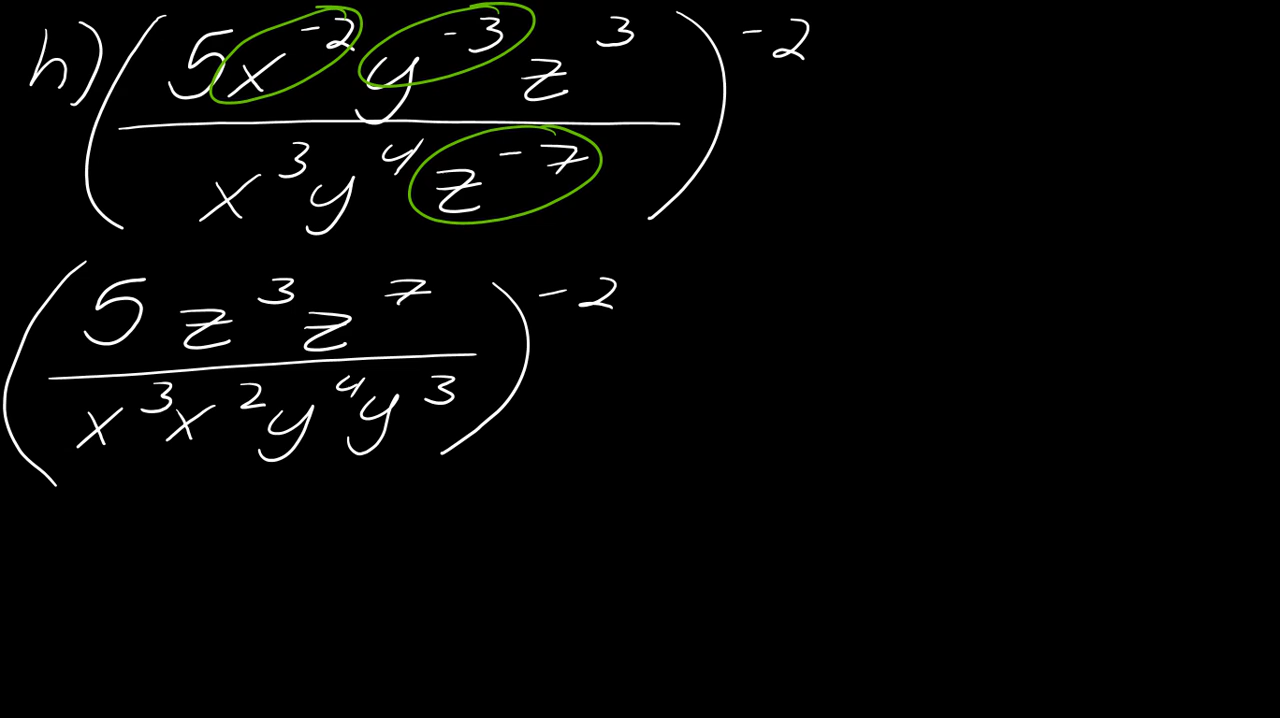 h) (5x^-2 y^-3 z^3 / x^3 y^4 z^-7)^-2
(5 z^3 z^7 / x^3 x^2 y^4 y^3)^-2